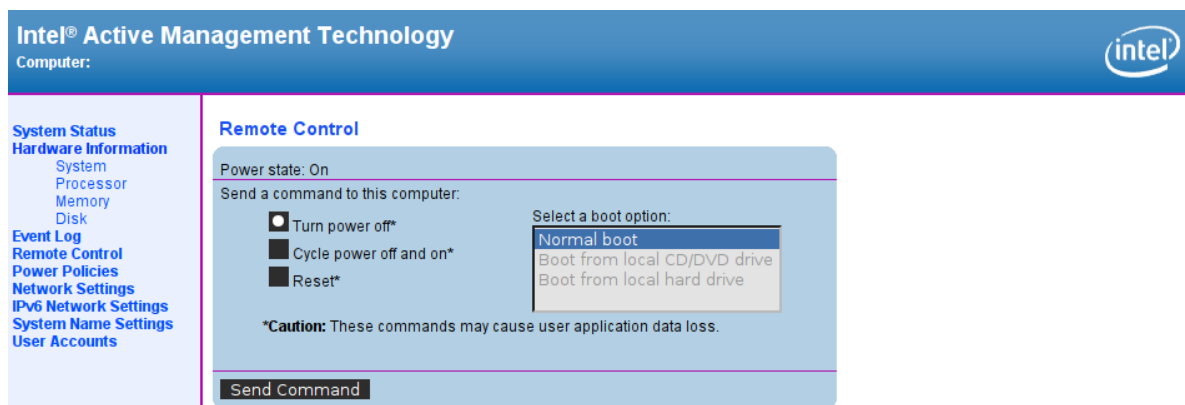 Intel® Active Management Technology
Computer:
intel
System Status
Hardware Information
System
Processor
Memory
Disk
Event Log
Remote Control
Power Policies
Network Settings
IPv6 Network Settings
System Name Settings
User Accounts
Remote Control
Power state: On
Send a command to this computer:
Turn power off*
Cycle power off and on*
Reset*
Select a boot option:
Normal boot
Boot from local CD/DVD drive
Boot from local hard drive
*Caution: These commands may cause user application data loss.
Send Command